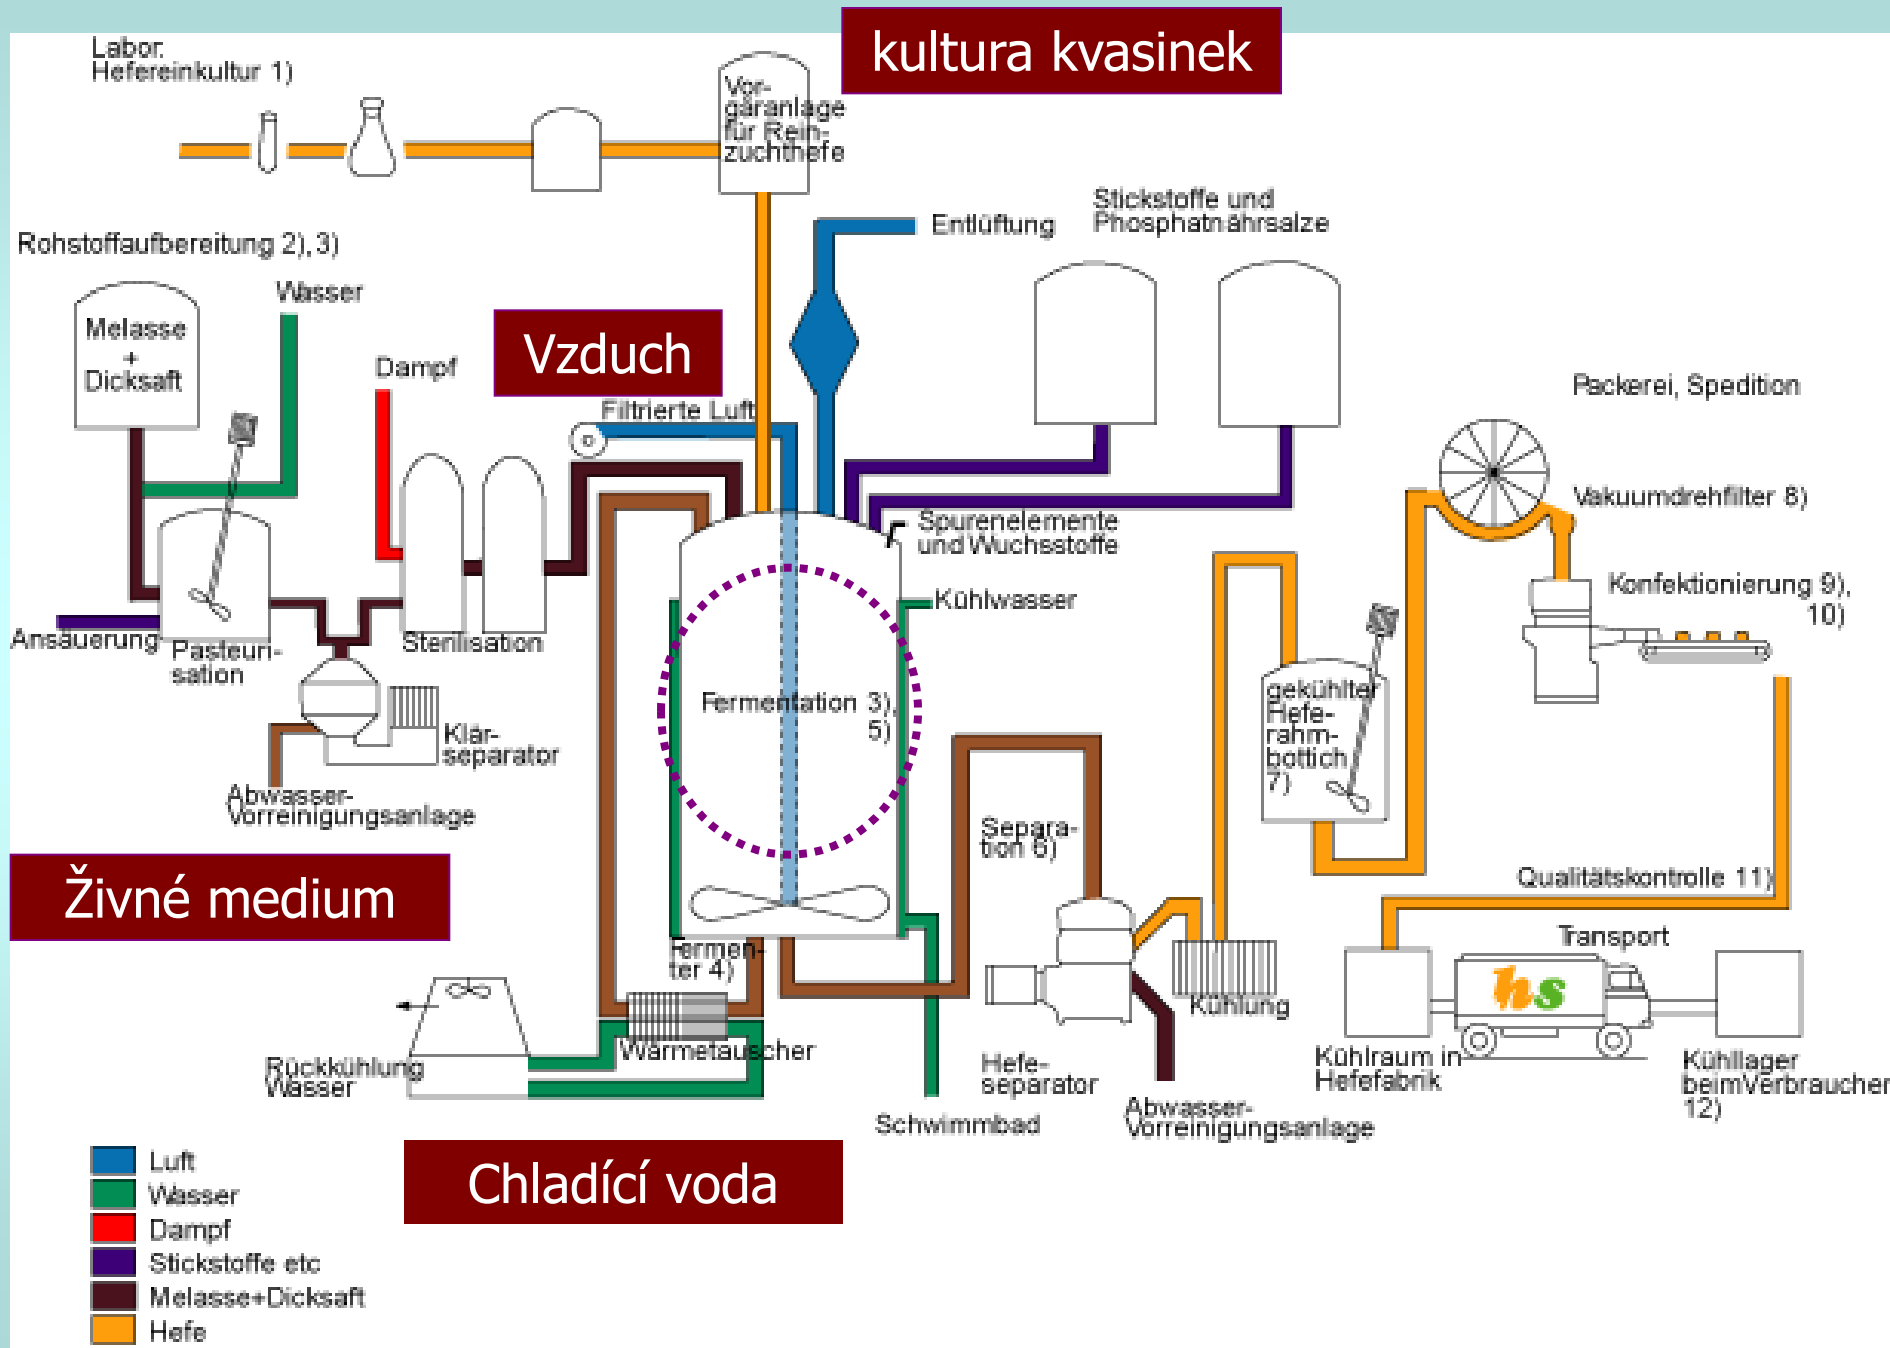 kultura kvasinek
Labor.
Hefereinkultur 1)
Vor-
gäranlage
für Rein-
zuchthefe
Stickstoffe und
Phosphatnährsalze
Entlüftung
Rohstoffaufbereitung 2), 3)
Wasser
Melasse
+
Dicksaft
Vzduch
Dampf
Filtrierte Luft
Packerei, Spedition
Vakuumdrehfilter 8)
Spurenelemente
und Wuchsstoffe
Konfektionierung 9),
10)
Kühlwasser
Ansäuerung
Pasteuri-
sation
Sterilisation
Fermentation 3),
5)
gekühlter
Hefe-
rahm-
bottich
7)
Klär-
separator
Abwasser-
Vorreinigungsanlage
Separa-
tion 6)
Živné medium
Qualitätskontrolle 11)
Fermen-
ter 4)
Transport
hs
Kühlung
Wärmetauscher
Rückkühlung
Wasser
Hefe-
separator
Kühlraum in
Hefefabrik
Kühllager
beim Verbraucher
12)
Schwimmbad
Abwasser-
Vorreinigungsanlage
Chladící voda
Luft
Wasser
Dampf
Stickstoffe etc
Melasse+Dicksaft
Hefe